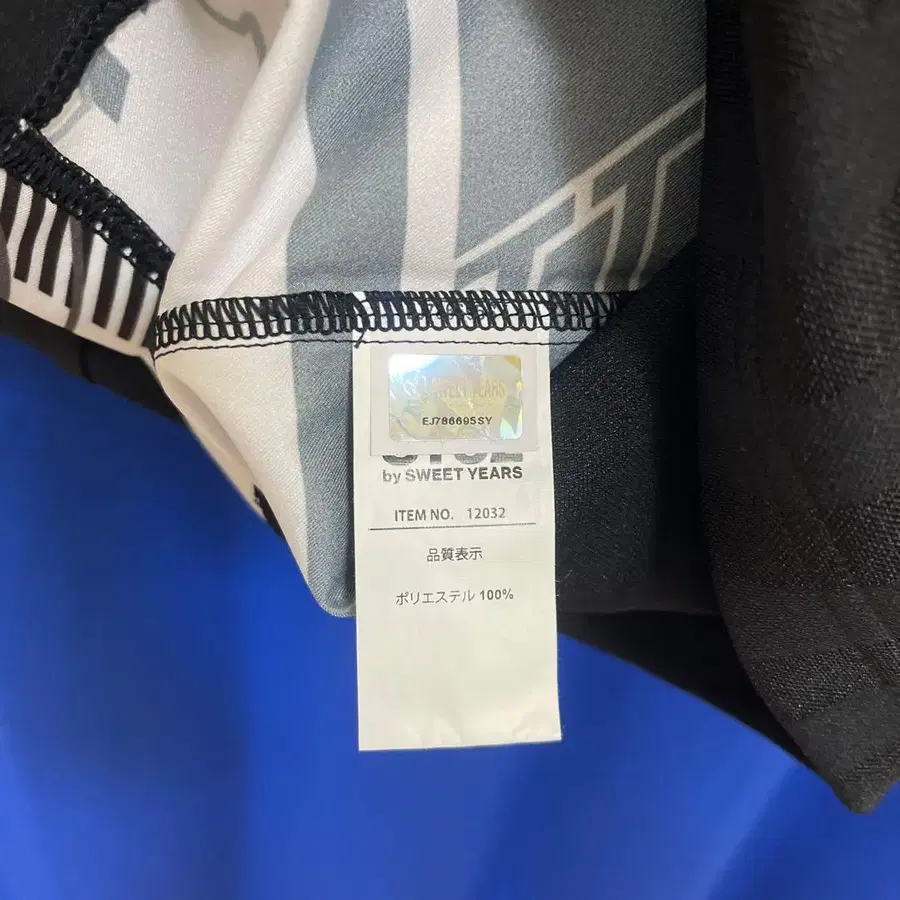 SWEET YEARS
EJ786695SY
by SWEET YEARS
ITEM NO. 12032
品質表示
ポリエステル 100%